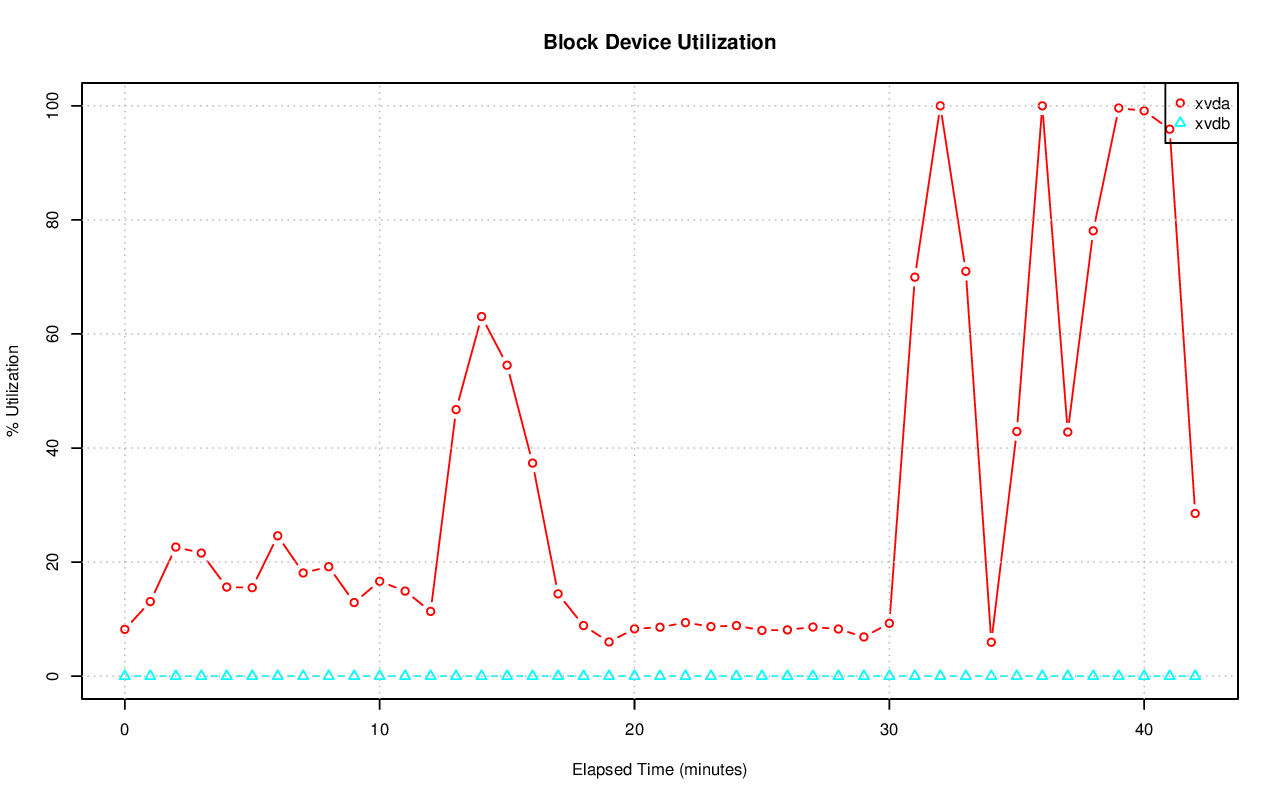 Block Device Utilization
xvda
xvdb
100
80
60
40
20
0
% Utilization
0 10 20 30 40
Elapsed Time (minutes)